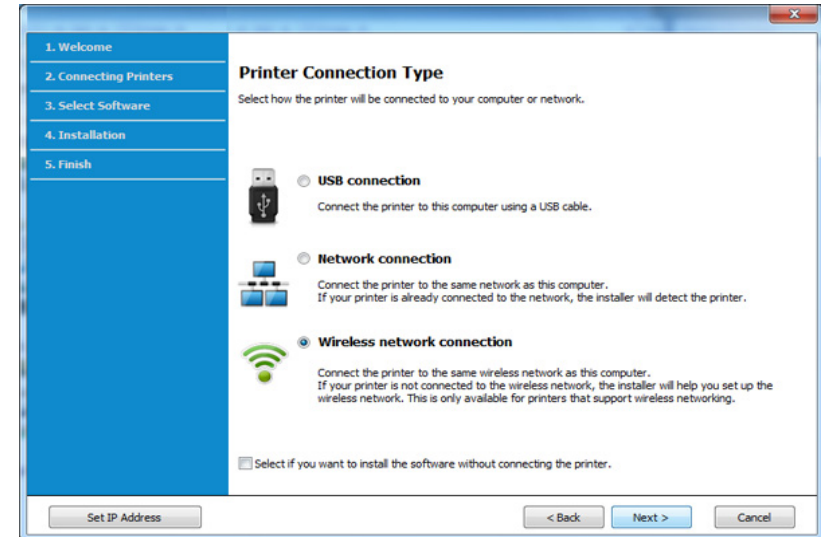 1. Welcome
2. Connecting Printers
3. Select Software
4. Installation
5. Finish
Printer Connection Type
Select how the printer will be connected to your computer or network.
USB connection
Connect the printer to this computer using a USB cable.
Network connection
Connect the printer to the same network as this computer.
If your printer is already connected to the network, the installer will detect the printer.
Wireless network connection
Connect the printer to the same wireless network as this computer.
If your printer is not connected to the wireless network, the installer will help you set up the
wireless network. This is only available for printers that support wireless networking.
Select if you want to install the software without connecting the printer.
Set IP Address
< Back
Next >
Cancel